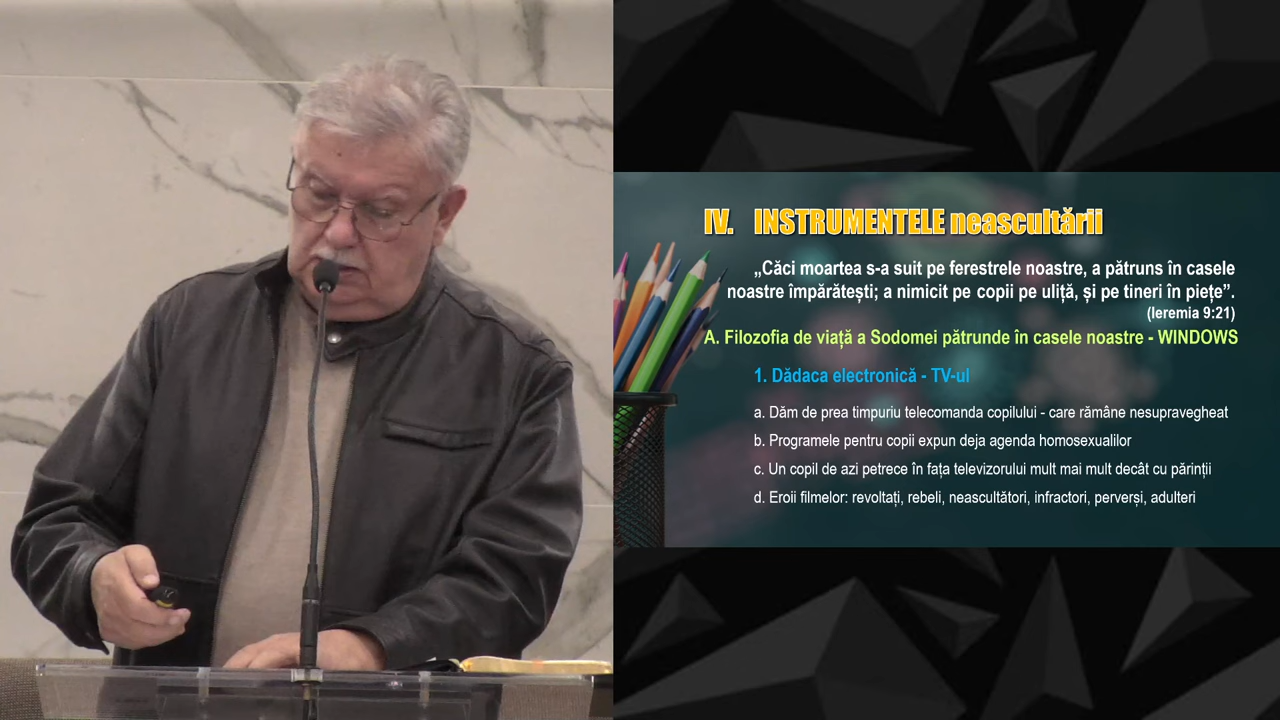 IV. INSTRUMENTELE neascultării
„Căci moartea s-a suit pe ferestrele noastre, a pătruns în casele
noastre împărătești; a nimicit pe copii pe uliță, și pe tineri în piețe”.
(Ieremia 9:21)
A. Filozofia de viață a Sodomei pătrunde în casele noastre - WINDOWS
1. Dădaca electronică - TV-ul
a. Dăm de prea timpuriu telecomanda copilului - care rămâne nesupravegheat
b. Programele pentru copii expun deja agenda homosexualilor
c. Un copil de azi petrece în fața televizorului mult mai mult decât cu părinții
d. Eroii filmelor: revoltați, rebeli, neascultători, infractori, perverși, adulteri